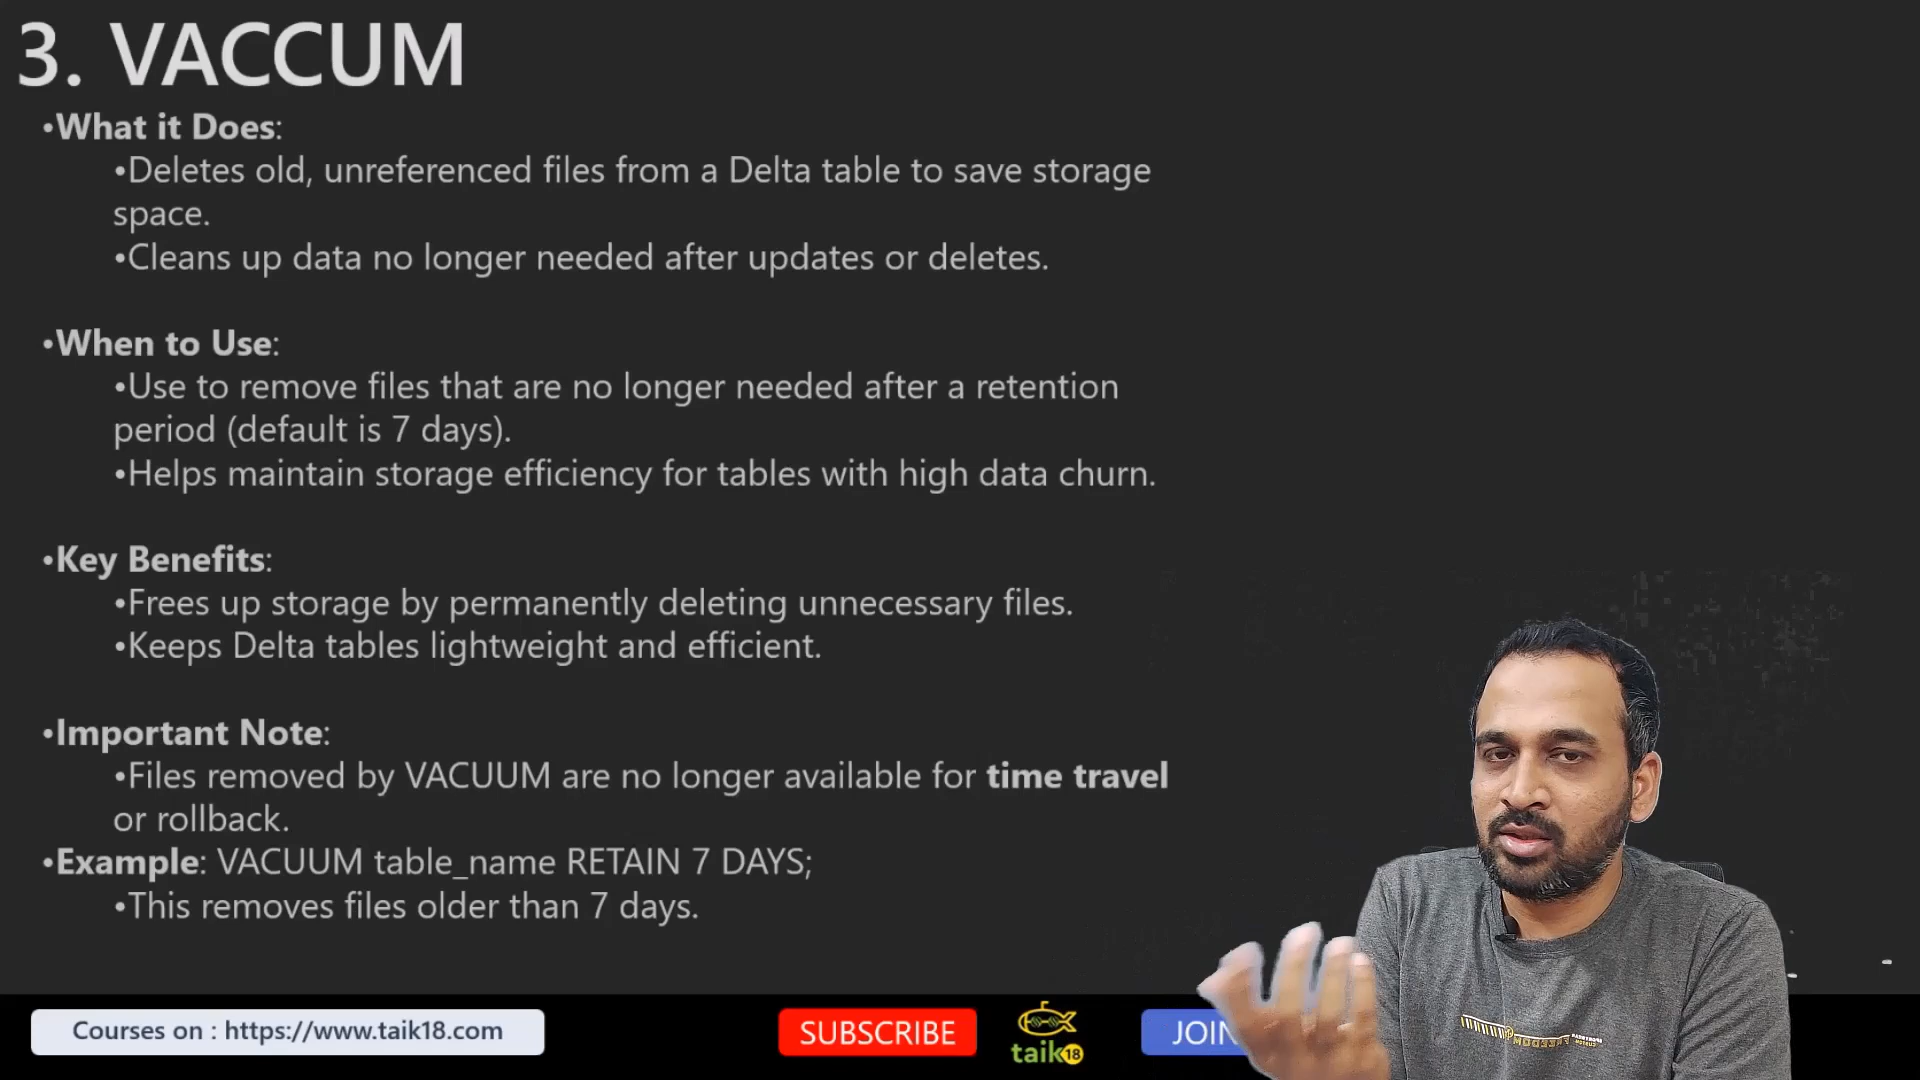 3. VACCUM
•What it Does:
•Deletes old, unreferenced files from a Delta table to save storage
space.
•Cleans up data no longer needed after updates or deletes.
•When to Use:
•Use to remove files that are no longer needed after a retention
period (default is 7 days).
•Helps maintain storage efficiency for tables with high data churn.
•Key Benefits:
•Frees up storage by permanently deleting unnecessary files.
•Keeps Delta tables lightweight and efficient.
•Important Note:
•Files removed by VACUUM are no longer available for time travel
or rollback.
•Example: VACUUM table_name RETAIN 7 DAYS;
•This removes files older than 7 days.
Courses on : https://www.taik18.com
SUBSCRIBE
taik18
JOIN